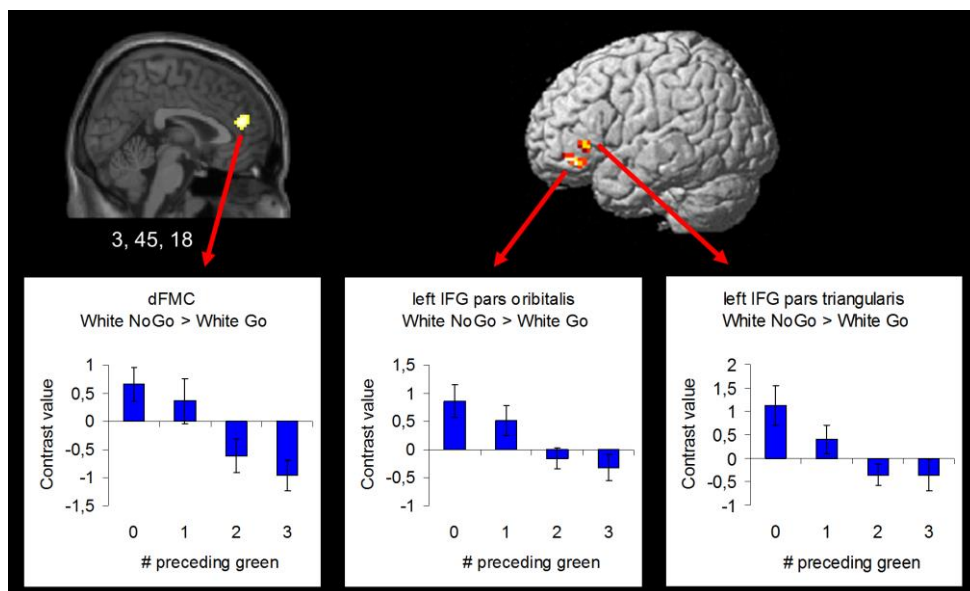 3, 45, 18
dFMC
White NoGo > White Go
Contrast value
1
0,5
0
-0,5
-1
-1,5
0 1 2 3
# preceding green
left IFG pars oribitalis
White NoGo > White Go
Contrast value
1,5
1
0,5
0
-0,5
-1
0 1 2 3
# preceding green
left IFG pars triangularis
White NoGo > White Go
Contrast value
2
1,5
1
0,5
0
-0,5
-1
0 1 2 3
# preceding green